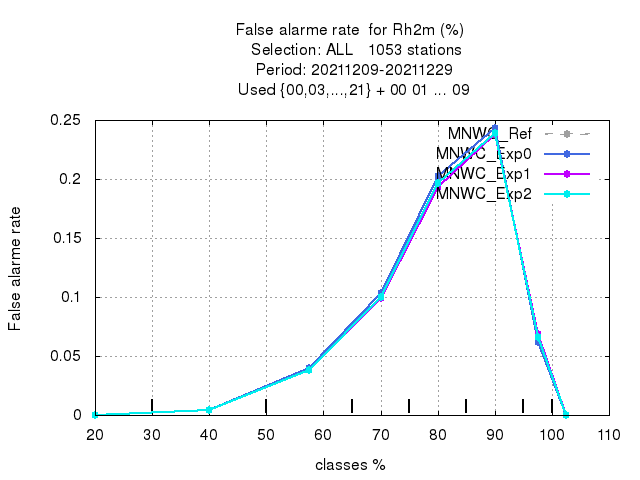 False alarme rate  for Rh2m (%)
Selection: ALL   1053 stations
Period: 20211209-20211229
Used {00,03,...,21} + 00 01 ... 09
0.25
0.2
0.15
0.1
0.05
0
False alarme rate
MNWC_Ref
MNWC_Exp0
MNWC_Exp1
MNWC_Exp2
20 30 40 50 60 70 80 90 100 110
classes %